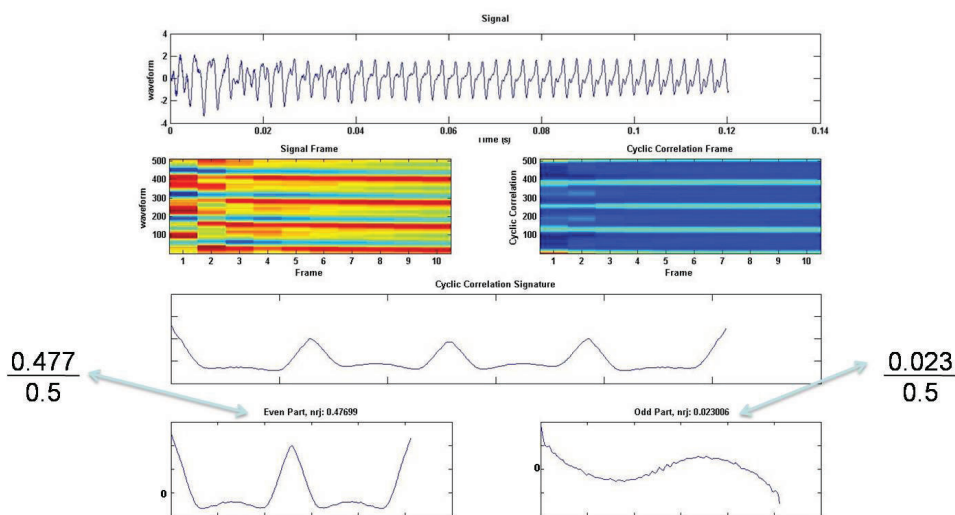 Signal
waveform
4
2
0
-2
-4
0
0.02
0.04
0.06
0.08
0.1
0.12
0.14
Time (s)
Signal Frame
waveform
500
400
300
200
100
1 2 3 4 5 6 7 8 9 10
Frame
Cyclic Correlation Frame
Cyclic Correlation
500
400
300
200
100
1 2 3 4 5 6 7 8 9 10
Frame
Cyclic Correlation Signature
0.477
0.5
0.023
0.5
Even Part, nrj: 0.47699
0
Odd Part, nrj: 0.023006
0